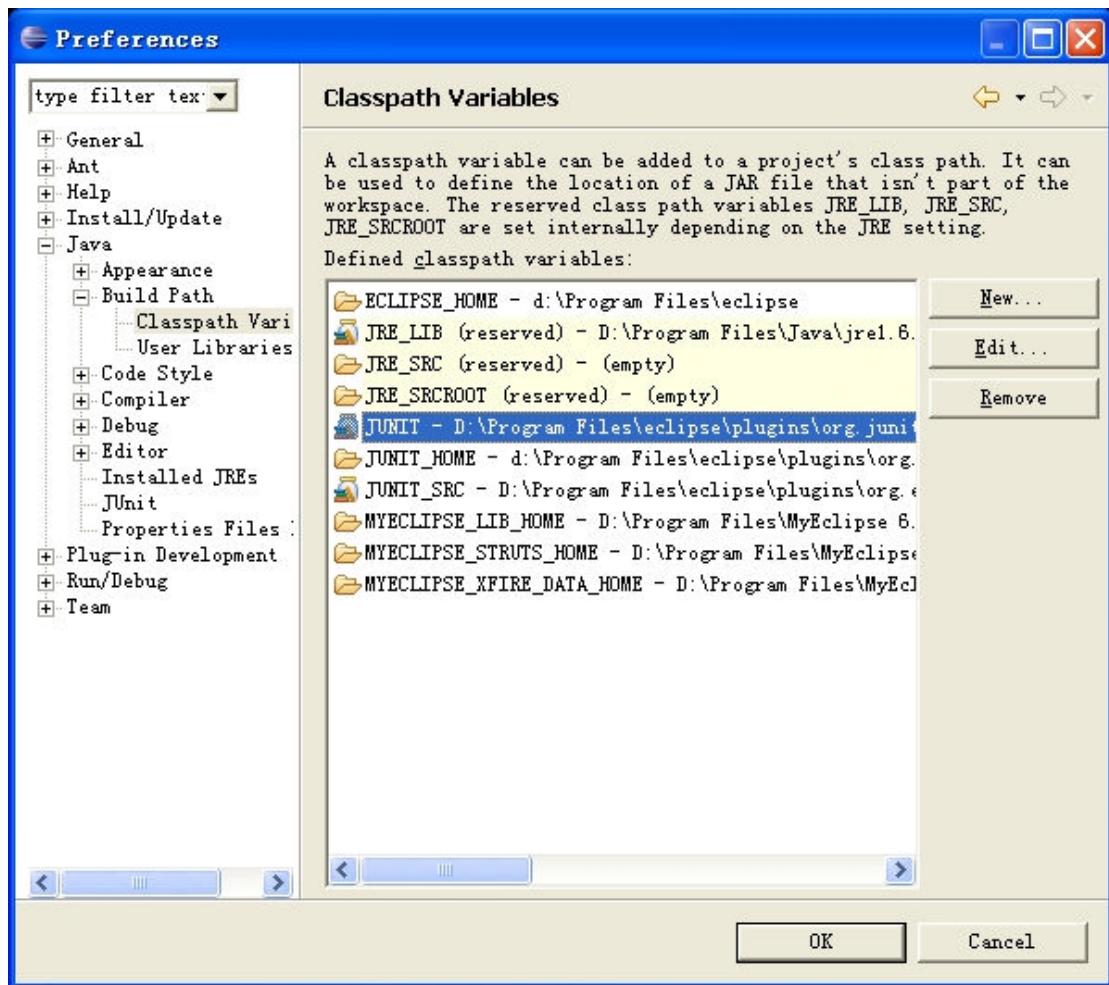 Preferences
type filter tex
General
Ant
Help
Install/Update
Java
Appearance
Build Path
Classpath Vari
User Libraries
Code Style
Compiler
Debug
Editor
Installed JREs
JUnit
Properties Files
Plug-in Development
Run/Debug
Team
Classpath Variables
A classpath variable can be added to a project's class path. It can
be used to define the location of a JAR file that isn't part of the
workspace. The reserved class path variables JRE_LIB, JRE_SRC,
JRE_SRCROOT are set internally depending on the JRE setting.
Defined classpath variables:
ECLIPSE_HOME - d:\Program Files\eclipse
JRE_LIB (reserved) - D:\Program Files\Java\jre1.6.
JRE_SRC (reserved) - (empty)
JRE_SRCROOT (reserved) - (empty)
JUNIT - D:\Program Files\eclipse\plugins\org.junit
JUNIT_HOME - d:\Program Files\eclipse\plugins\org.
JUNIT_SRC - D:\Program Files\eclipse\plugins\org.e
MYECLIPSE_LIB_HOME - D:\Program Files\MyEclipse 6.
MYECLIPSE_STRUTS_HOME - D:\Program Files\MyEclipse
MYECLIPSE_XFIRE_DATA_HOME - D:\Program Files\MyEcl
New...
Edit...
Remove
OK
Cancel